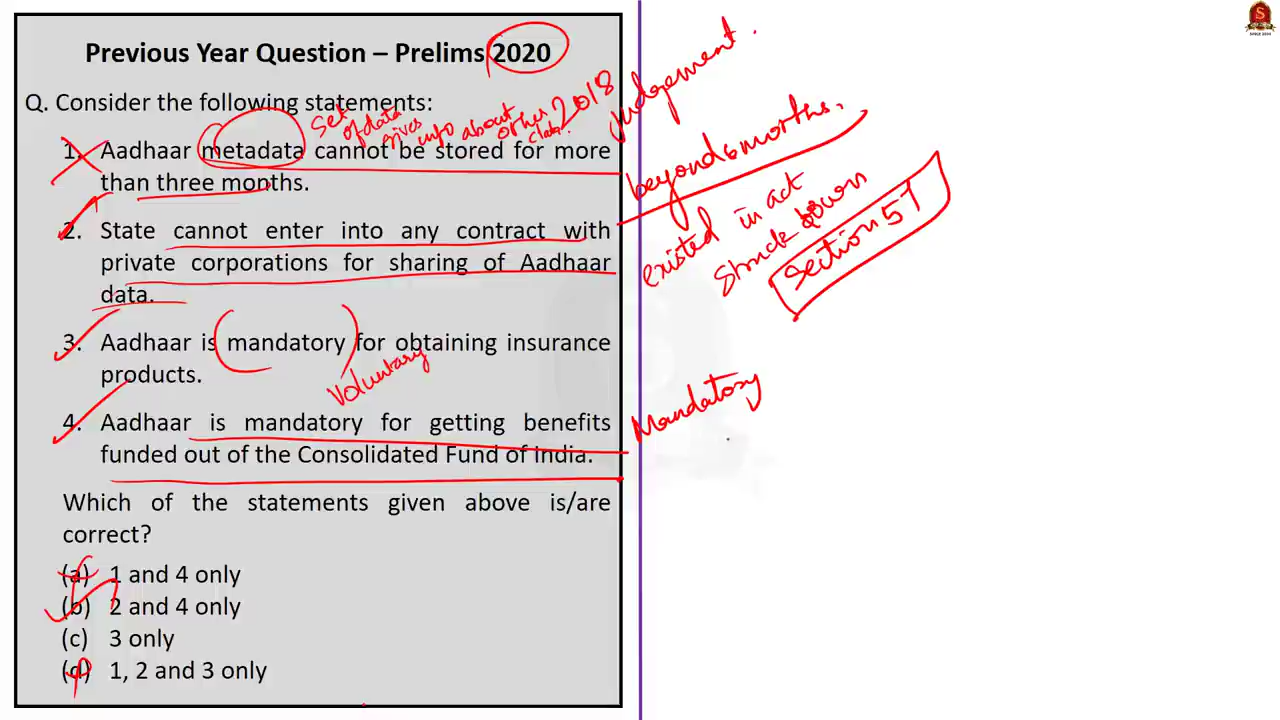 Previous Year Question – Prelims 2020
Q. Consider the following statements:
Set of data gives info about other data.
2018 Judgement.
1. Aadhaar metadata cannot be stored for more
than three months.
beyond 6 months.
2. State cannot enter into any contract with
private corporations for sharing of Aadhaar
data.
existed in act
struck down
Section 57
3. Aadhaar is mandatory for obtaining insurance
products.
Voluntary
4. Aadhaar is mandatory for getting benefits
funded out of the Consolidated Fund of India.
Mandatory
Which of the statements given above is/are
correct?
(a) 1 and 4 only
(b) 2 and 4 only
(c) 3 only
(d) 1, 2 and 3 only